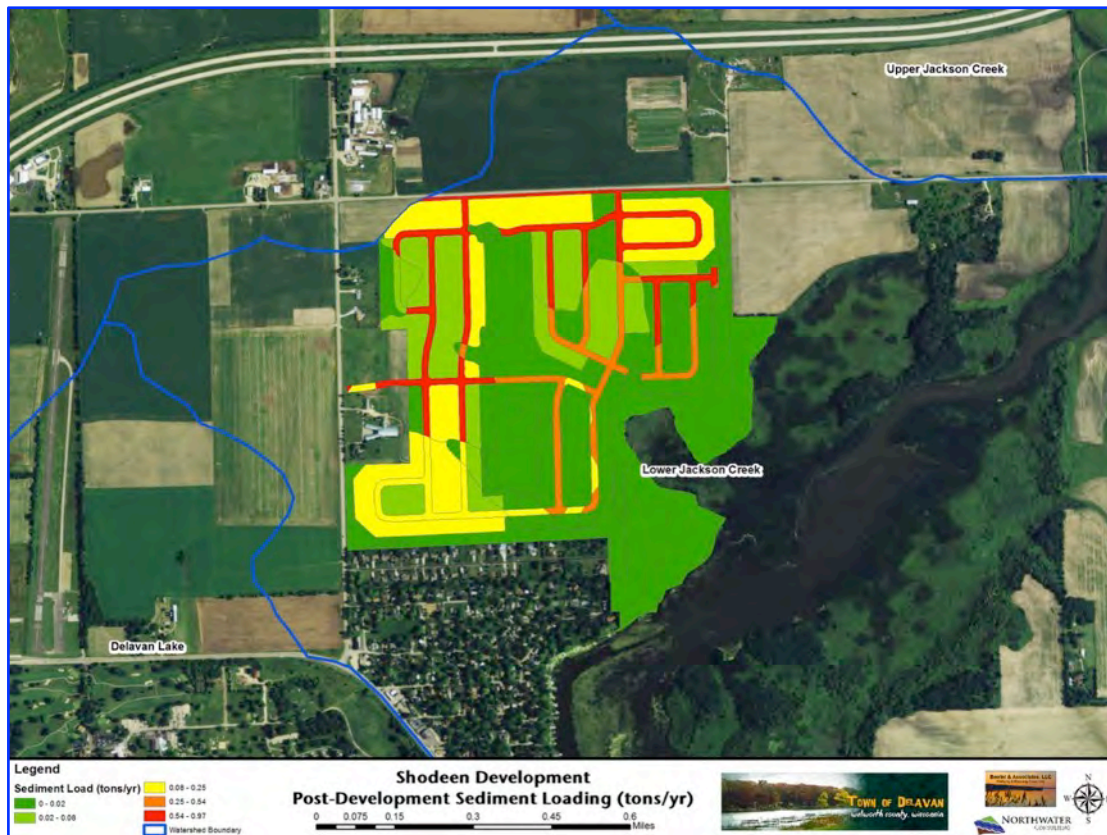 Upper Jackson Creek
Lower Jackson Creek
Delavan Lake
Legend
Sediment Load (tons/yr)
0 - 0.02
0.02 - 0.08
0.08 - 0.25
0.25 - 0.54
0.54 - 0.97
Watershed Boundary
Shodeen Development
Post-Development Sediment Loading (tons/yr)
0 0.075 0.15 0.3 0.45 0.6
Miles
TOWN OF DELAVAN
walworth county, wisconsin
& Associates, LLC
N
W E
S
NORTHWATER
CONSULTING